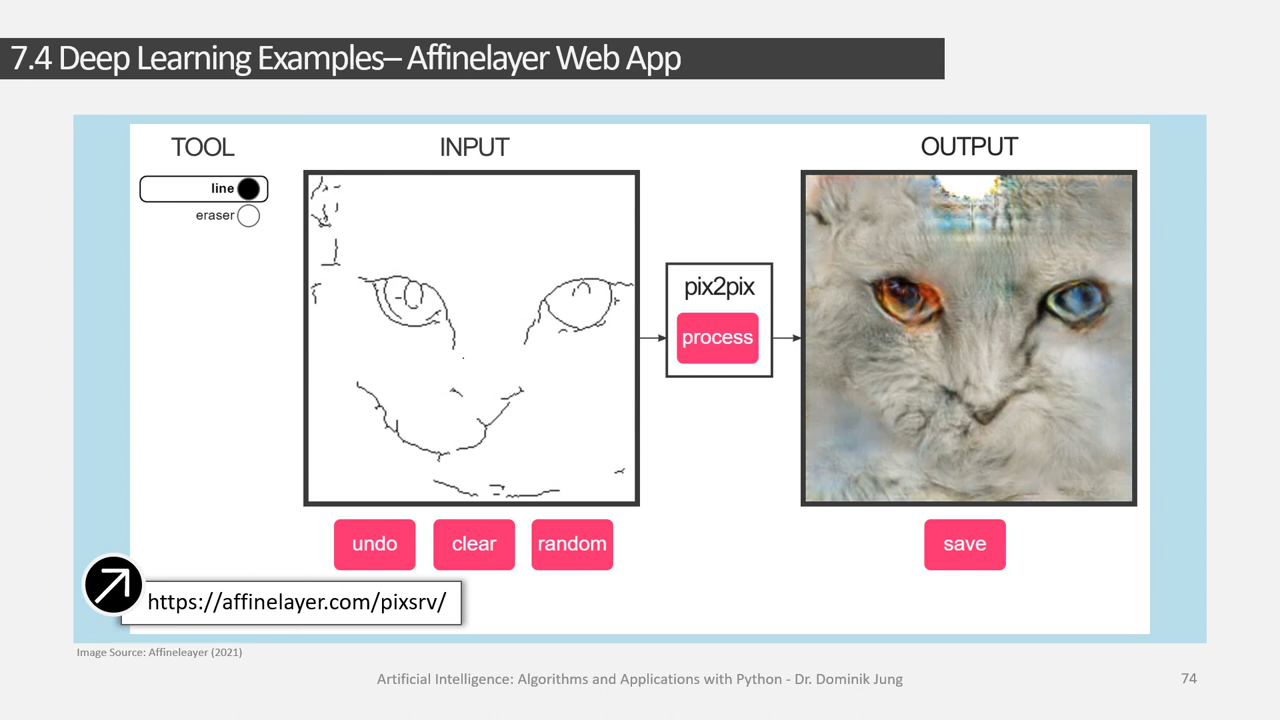 7.4 Deep Learning Examples– Affinelayer Web App
TOOL
INPUT
OUTPUT
line
eraser
pix2pix
process
undo
clear
random
save
https://affinelayer.com/pixsrv/
Image Source: Affineleayer (2021)
Artificial Intelligence: Algorithms and Applications with Python - Dr. Dominik Jung
74